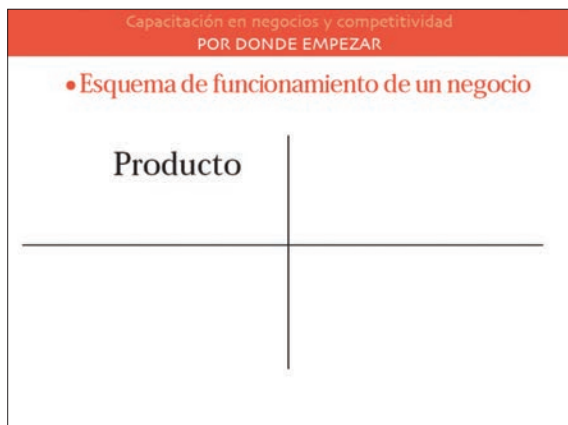 Capacitación en negocios y competitividad
POR DONDE EMPEZAR
• Esquema de funcionamiento de un negocio
Producto